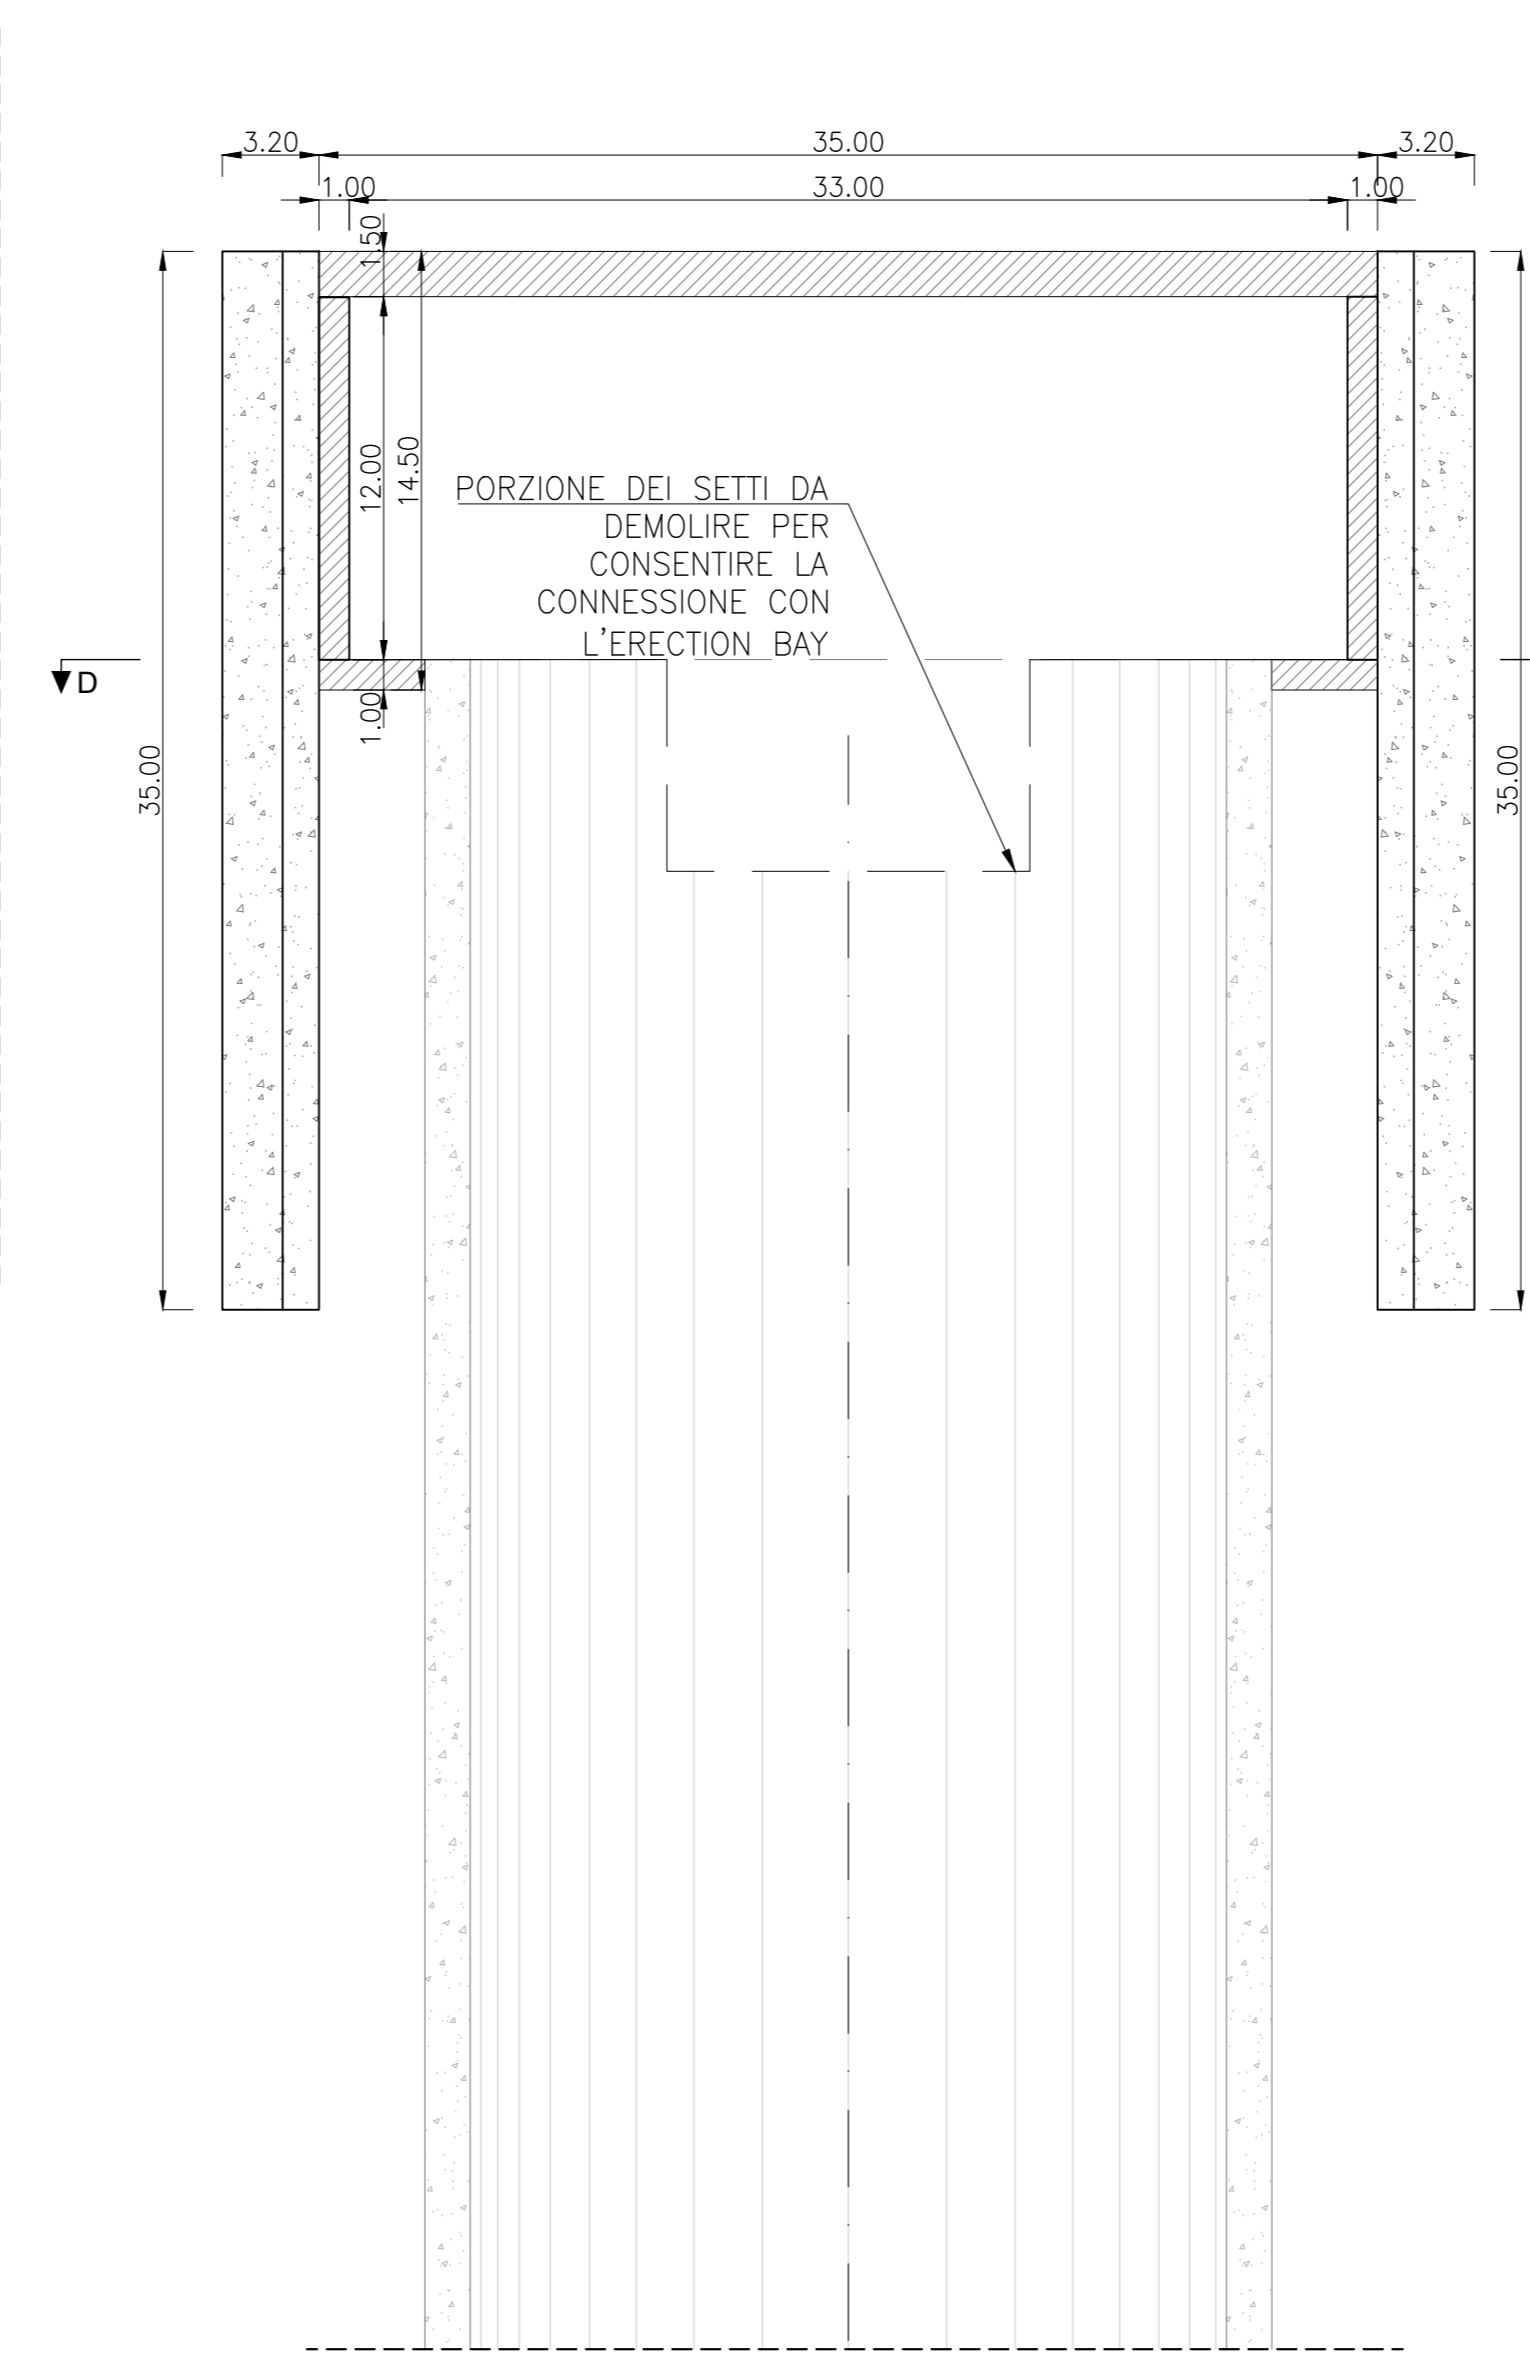 3.20
35.00
3.20
1.00
33.00
1.00
1.50
12.00
14.50
PORZIONE DEI SETTI DA
DEMOLIRE PER
CONSENTIRE LA
CONNESSIONE CON
L'ERECTION BAY
D
1.00
35.00
35.00